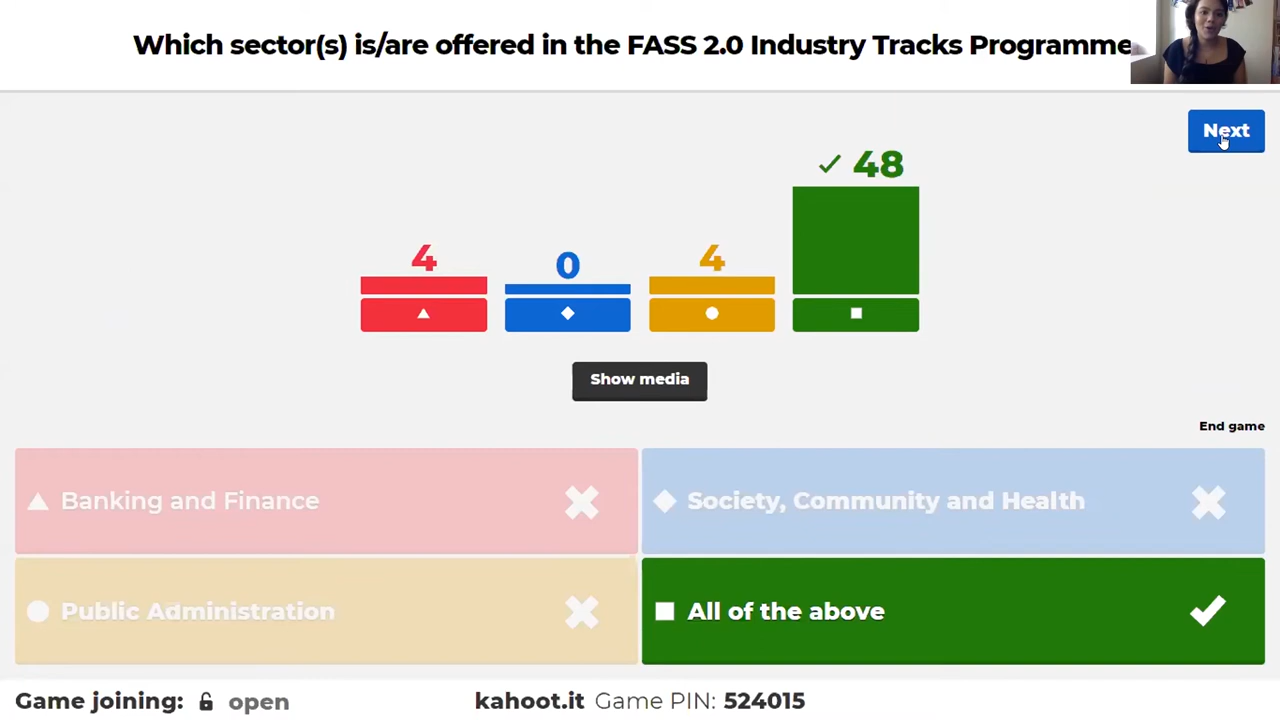 Which sector(s) is/are offered in the FASS 2.0 Industry Tracks Programme
Next
4
0
4
48
Show media
End game
Banking and Finance
Society, Community and Health
Public Administration
All of the above
Game joining: open
kahoot.it Game PIN: 524015